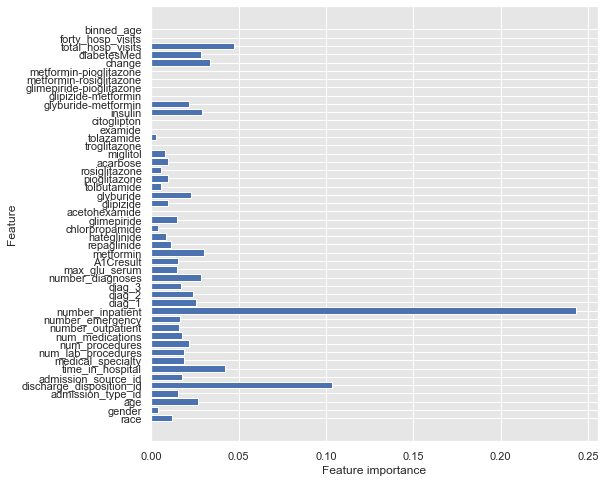 binned_age
forty_hosp_visits
total_hosp_visits
diabetesMed
change
metformin-pioglitazone
metformin-rosiglitazone
glimepiride-pioglitazone
glipizide-metformin
glyburide-metformin
insulin
citoglipton
examide
tolazamide
troglitazone
miglitol
acarbose
rosiglitazone
pioglitazone
tolbutamide
glyburide
glipizide
acetohexamide
glimepiride
chlorpropamide
nateglinide
repaglinide
metformin
A1Cresult
max_glu_serum
number_diagnoses
diag_3
diag_2
diag_1
number_inpatient
number_emergency
number_outpatient
num_medications
num_procedures
num_lab_procedures
medical_specialty
time_in_hospital
admission_source_id
discharge_disposition_id
admission_type_id
age
gender
race
Feature
0.00 0.05 0.10 0.15 0.20 0.25
Feature importance